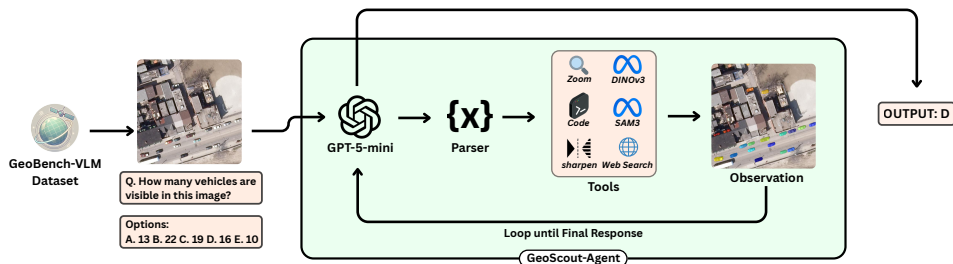 GeoBench-VLM
Dataset
Q. How many vehicles are
visible in this image?
Options:
A. 13 B. 22 C. 19 D. 16 E. 10
GPT-5-mini
{x}
Parser
Zoom
DINOv3
Code
SAM3
sharpen
Web Search
Tools
Observation
Loop until Final Response
GeoScout-Agent
OUTPUT: D